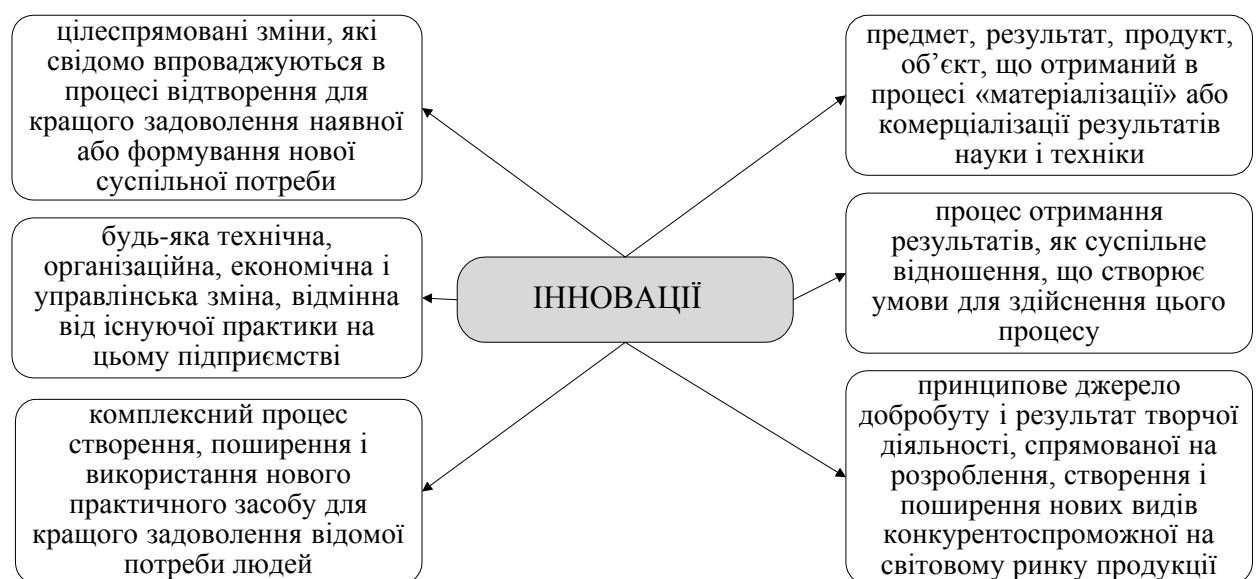 цілеспрямовані зміни, які
свідомо впроваджуються в
процесі відтворення для
кращого задоволення наявної
або формування нової
суспільної потреби
будь-яка технічна,
організаційна, економічна і
управлінська зміна, відмінна
від існуючої практики на
цьому підприємстві
комплексний процес
створення, поширення і
використання нового
практичного засобу для
кращого задоволення відомої
потреби людей
ІННОВАЦІЇ
предмет, результат, продукт,
об’єкт, що отриманий в
процесі «матеріалізації» або
комерціалізації результатів
науки і техніки
процес отримання
результатів, як суспільне
відношення, що створює
умови для здійснення цього
процесу
принципове джерело
добробуту і результат творчої
діяльності, спрямованої на
розроблення, створення і
поширення нових видів
конкурентоспроможної на
світовому ринку продукції